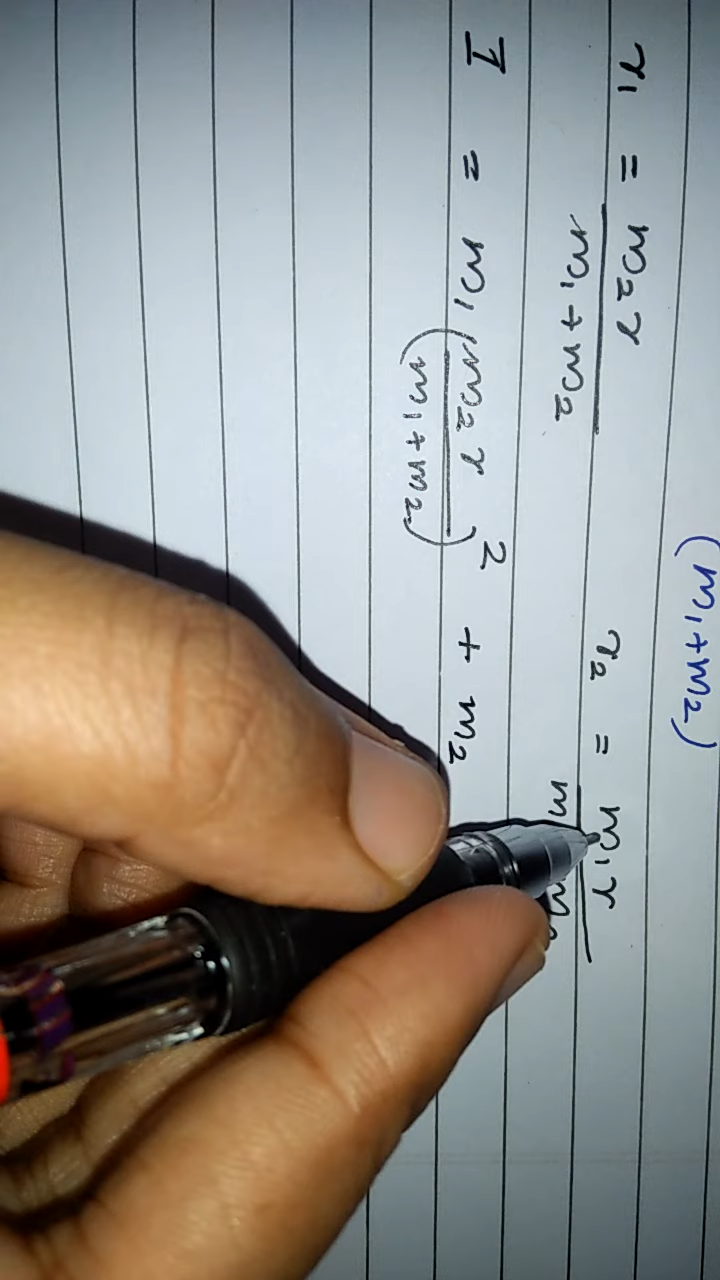 (m₁+m₂)
r₁ = m₂r / m₁+m₂ r₂ = m₁r / m
I = m₁ (m₂r / m₁+m₂)² + m₂